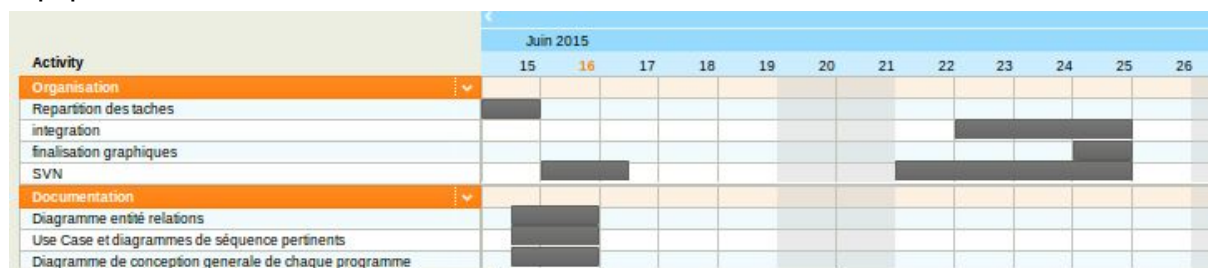 Juin 2015
Activity 15 16 17 18 19 20 21 22 23 24 25 26
Organisation
Repartition des taches
integration
finalisation graphiques
SVN
Documentation
Diagramme entité relations
Use Case et diagrammes de séquence pertinents
Diagramme de conception generale de chaque programme